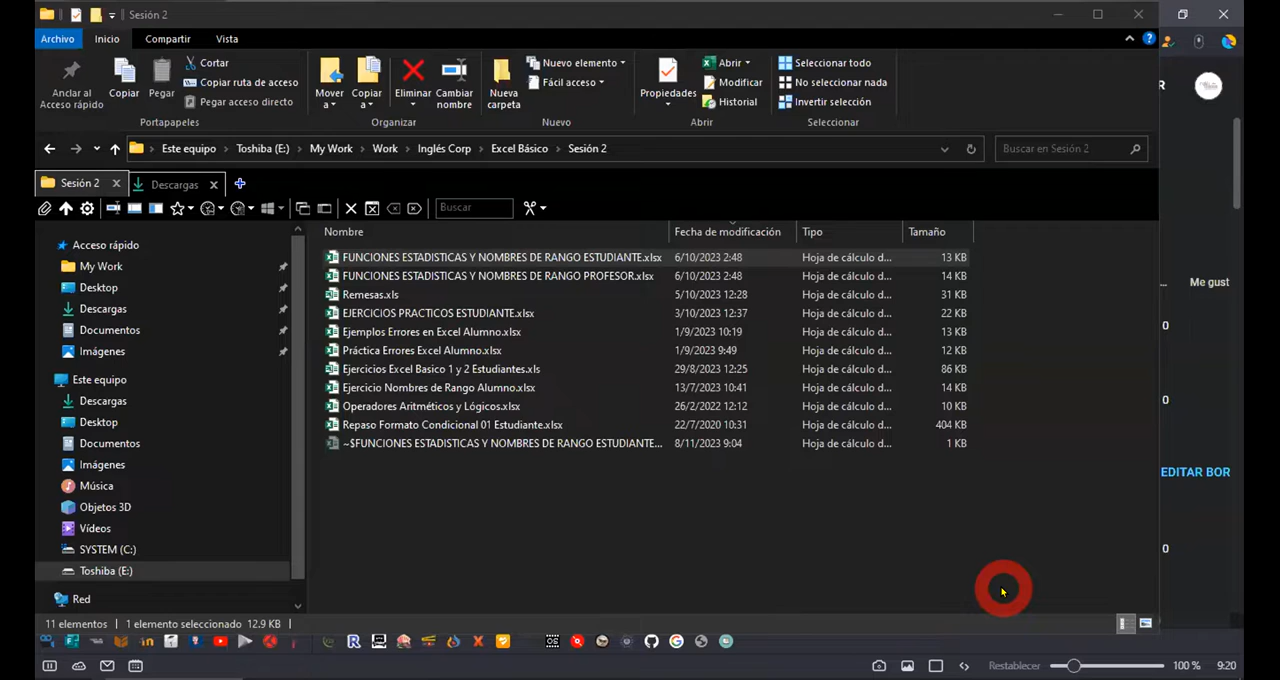 Sesión 2
Archivo Inicio Compartir Vista
Anclar al Acceso rápido
Copiar
Pegar
Cortar
Copiar ruta de acceso
Pegar acceso directo
Portapapeles
Mover a
Copiar a
Eliminar
Cambiar nombre
Organizar
Nueva carpeta
Nuevo elemento
Fácil acceso
Nuevo
Propiedades
Abrir
Modificar
Historial
Abrir
Seleccionar todo
No seleccionar nada
Invertir selección
Seleccionar
R
Este equipo Toshiba (E:) My Work Work Inglés Corp Excel Básico Sesión 2
Buscar en Sesión 2
Sesión 2 Descargas
Buscar
Nombre Fecha de modificación Tipo Tamaño
FUNCIONES ESTADISTICAS Y NOMBRES DE RANGO ESTUDIANTE.xlsx 6/10/2023 2:48 Hoja de cálculo d... 13 KB
FUNCIONES ESTADISTICAS Y NOMBRES DE RANGO PROFESOR.xlsx 6/10/2023 2:48 Hoja de cálculo d... 14 KB
Remesas.xls 5/10/2023 12:28 Hoja de cálculo d... 31 KB
EJERCICIOS PRACTICOS ESTUDIANTE.xlsx 3/10/2023 12:37 Hoja de cálculo d... 22 KB
Ejemplos Errores en Excel Alumno.xlsx 1/9/2023 10:19 Hoja de cálculo d... 13 KB
Práctica Errores Excel Alumno.xlsx 1/9/2023 9:49 Hoja de cálculo d... 12 KB
Ejercicios Excel Basico 1 y 2 Estudiantes.xls 29/8/2023 12:25 Hoja de cálculo d... 86 KB
Ejercicio Nombres de Rango Alumno.xlsx 13/7/2023 10:41 Hoja de cálculo d... 14 KB
Operadores Aritméticos y Lógicos.xlsx 26/2/2022 12:12 Hoja de cálculo d... 10 KB
Repaso Formato Condicional 01 Estudiante.xlsx 22/7/2020 10:31 Hoja de cálculo d... 404 KB
~$FUNCIONES ESTADISTICAS Y NOMBRES DE RANGO ESTUDIANTE... 8/11/2023 9:04 Hoja de cálculo d... 1 KB
Acceso rápido
My Work
Desktop
Descargas
Documentos
Imágenes
Este equipo
Descargas
Desktop
Documentos
Imágenes
Música
Objetos 3D
Vídeos
SYSTEM (C:)
Toshiba (E:)
Red
... Me gust
0
0
EDITAR BOR
0
11 elementos 1 elemento seleccionado 12.9 KB
Restablecer 100 % 9:20